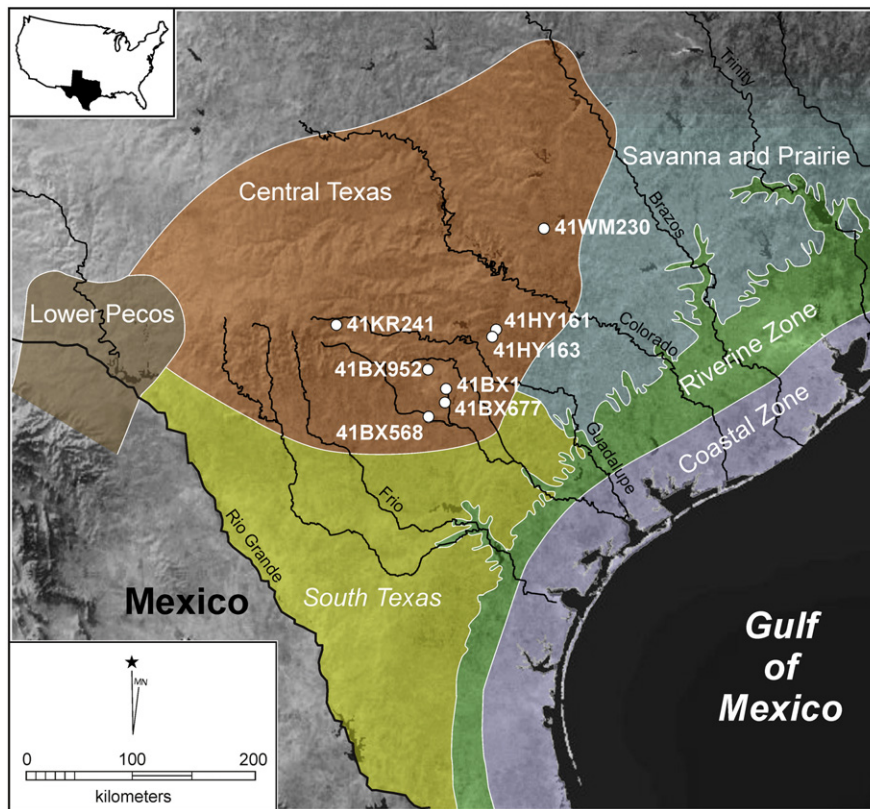 Trinity
Savanna and Prairie
Central Texas
Brazos
41WM230
Lower Pecos
41KR241
41HY161
41HY163
Colorado
Riverine Zone
41BX952
41BX1
41BX677
41BX568
Coastal Zone
Guadalupe
Frio
Rio Grande
Mexico
South Texas
Gulf
of
Mexico
MN
0 100 200
kilometers